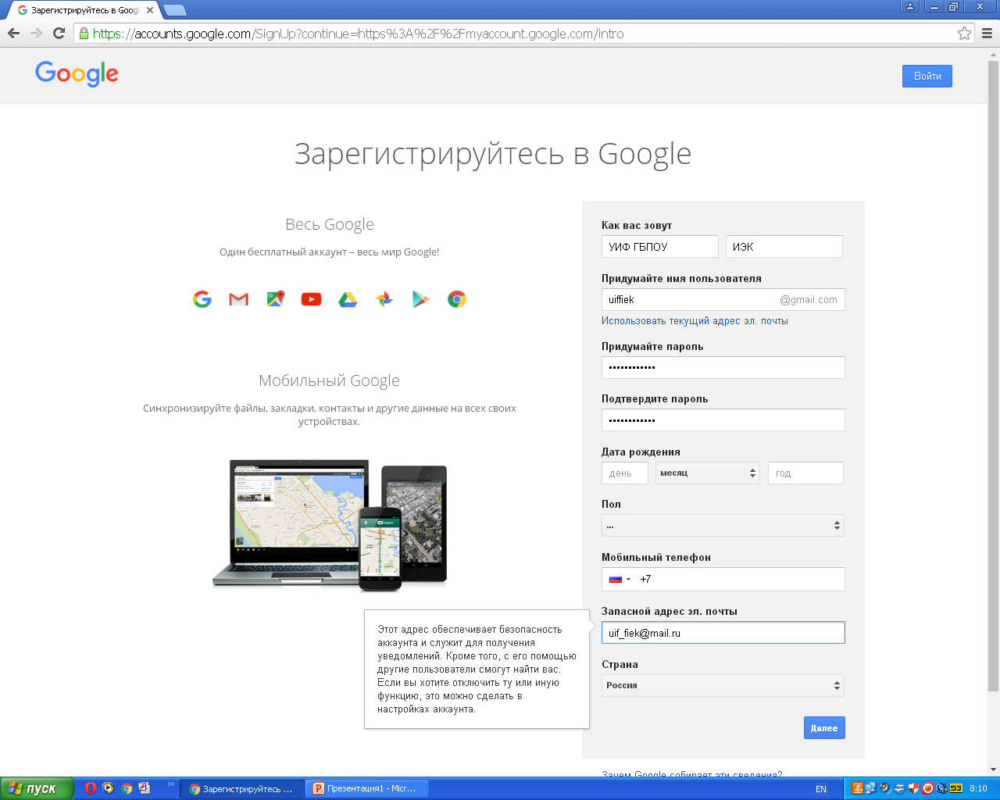 Зарегистрируйтесь в Googl
https://accounts.google.com/SignUp?continue=https%3A%2F%2Fmyaccount.google.com/intro
Google
Войти
Зарегистрируйтесь в Google
Весь Google
Один бесплатный аккаунт – весь мир Google!
Мобильный Google
Синхронизируйте файлы, закладки, контакты и другие данные на всех своих
устройствах.
Как вас зовут
УИФ ГБПОУ ИЭК
Придумайте имя пользователя
uiffiek @gmail.com
Использовать текущий адрес эл. почты
Придумайте пароль
Подтвердите пароль
Дата рождения
день месяц год
Пол
...
Мобильный телефон
+7
Запасной адрес эл. почты
uif_fiek@mail.ru
Этот адрес обеспечивает безопасность
аккаунта и служит для получения
уведомлений. Кроме того, с его помощью
другие пользователи смогут найти вас.
Если вы хотите отключить ту или иную
функцию, это можно сделать в
настройках аккаунта.
Страна
Россия
Далее
Зачем Google собирает эти сведения?
пуск
Зарегистрируйтесь ...
Презентация1 - Micr...
EN
8:10